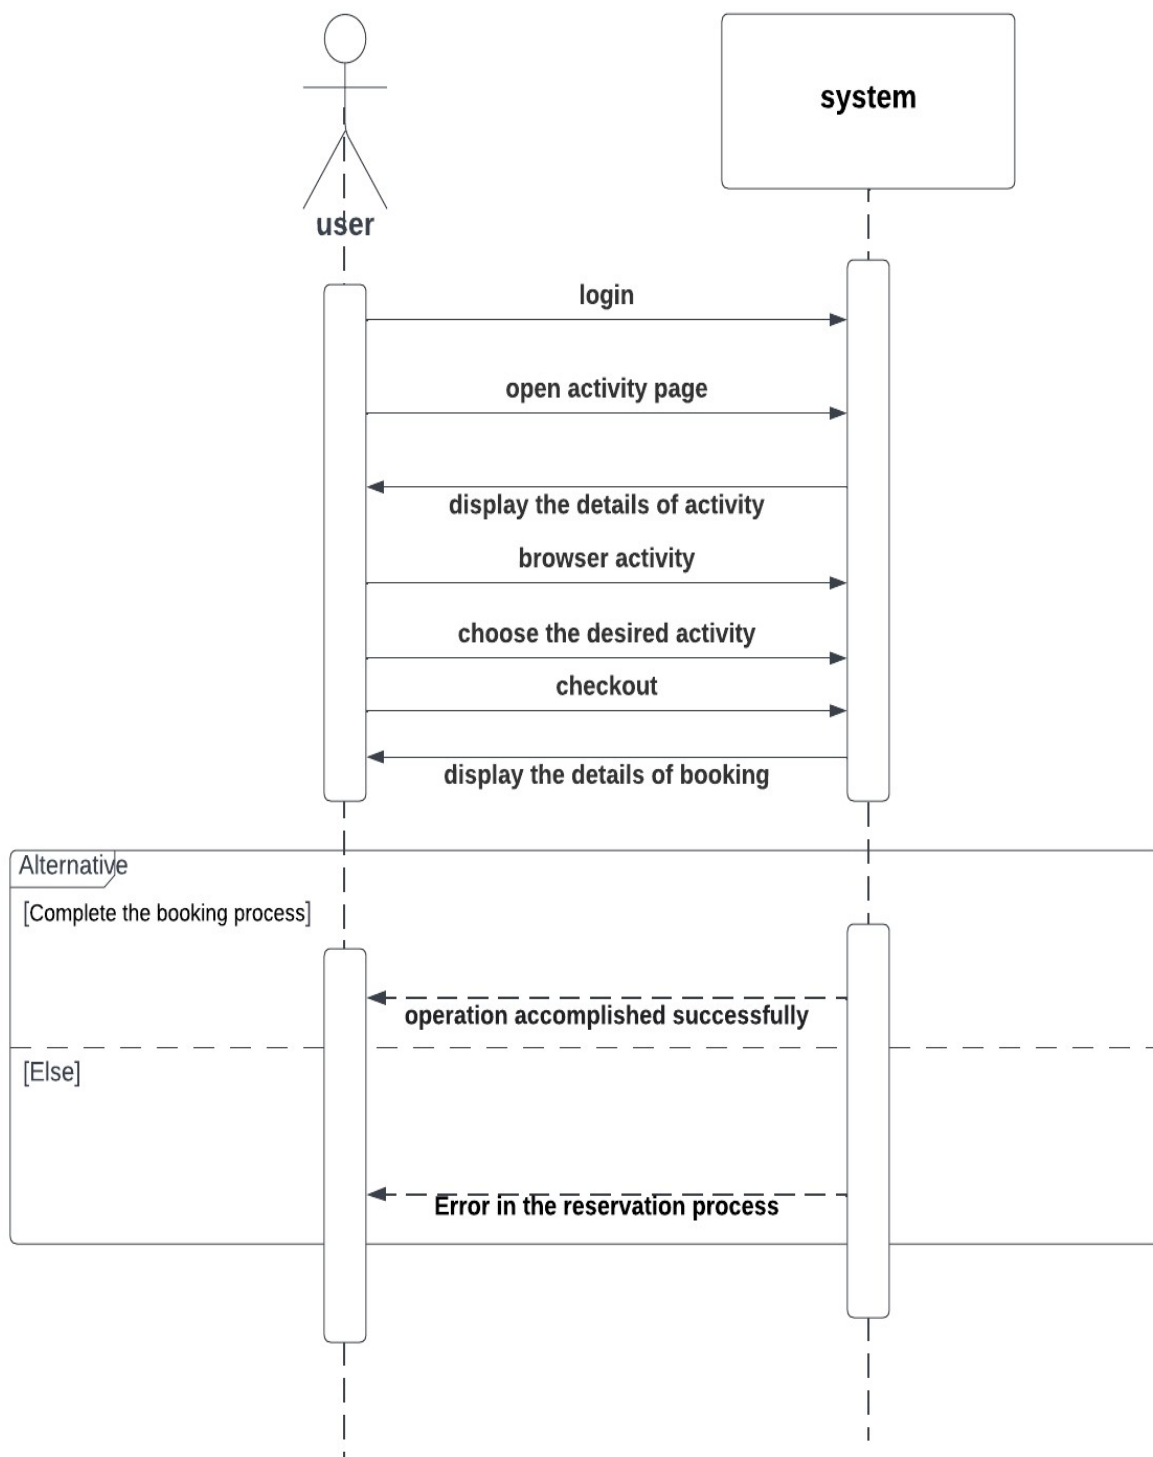 system
user
login
open activity page
display the details of activity
browser activity
choose the desired activity
checkout
display the details of booking
Alternative
[Complete the booking process]
operation accomplished successfully
[Else]
Error in the reservation process